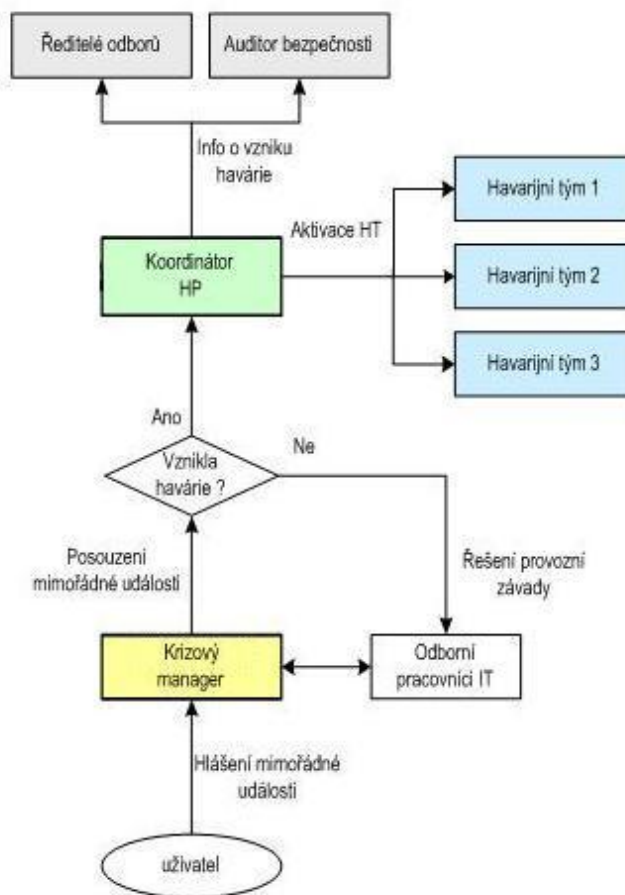 Ředitelé odborů
Auditor bezpečnosti
Info o vzniku
havárie
Havarijní tým 1
Aktivace HT
Koordinátor
HP
Havarijní tým 2
Havarijní tým 3
Ano
Ne
Vznikla
havárie ?
Posouzení
mimořádné události
Řešení provozní
závady
Krizový
manager
Odborní
pracovníci IT
Hlášení mimořádné
události
uživatel